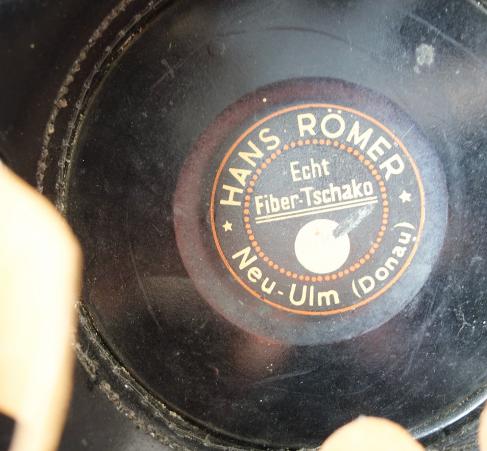 HANS RÖMER
Echt
Fiber-Tschako
Neu-Ulm (Donau)